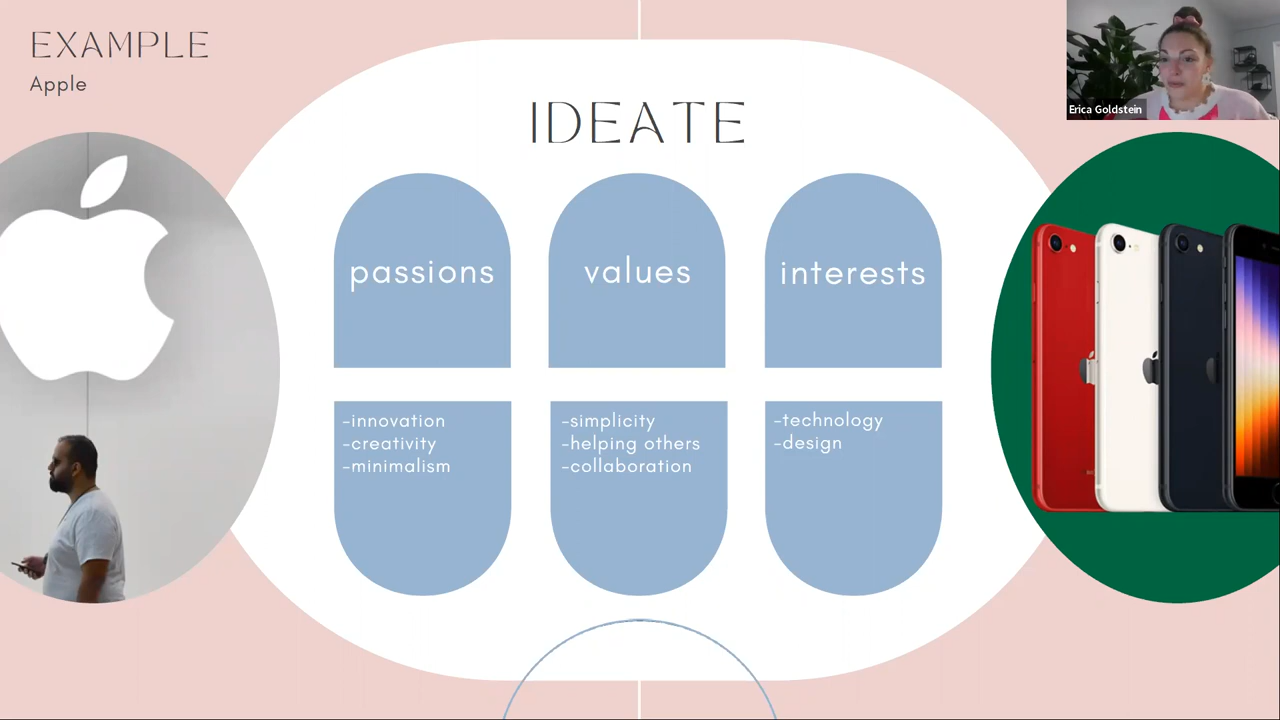 EXAMPLE
Apple
Erica Goldstein
IDEATE
passions
values
interests
-innovation
-creativity
-minimalism
-simplicity
-helping others
-collaboration
-technology
-design